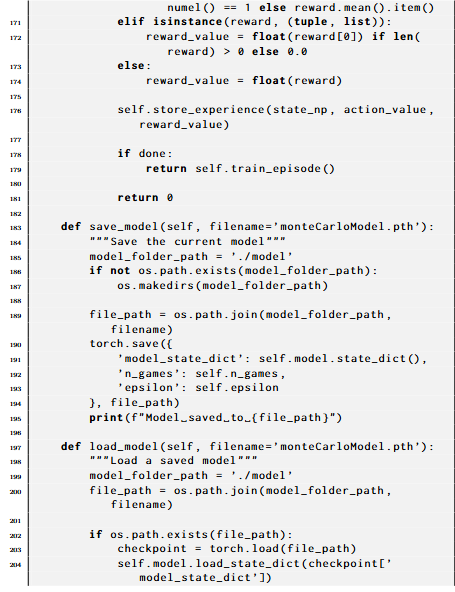 numel() == 1 else reward.mean().item()
171 elif isinstance(reward, (tuple, list)):
172 reward_value = float(reward[0]) if len(
reward) > 0 else 0.0
173 else:
174 reward_value = float(reward)
175
176 self.store_experience(state_np, action_value,
reward_value)
177
178 if done:
179 return self.train_episode()
180
181 return 0
182
183 def save_model(self, filename='monteCarloModel.pth'):
184 """Save the current model"""
185 model_folder_path = './model'
186 if not os.path.exists(model_folder_path):
187 os.makedirs(model_folder_path)
188
189 file_path = os.path.join(model_folder_path,
filename)
190 torch.save({
191 'model_state_dict': self.model.state_dict(),
192 'n_games': self.n_games,
193 'epsilon': self.epsilon
194 }, file_path)
195 print(f"Model␣saved␣to␣{file_path}")
196
197 def load_model(self, filename='monteCarloModel.pth'):
198 """Load a saved model"""
199 model_folder_path = './model'
200 file_path = os.path.join(model_folder_path,
filename)
201
202 if os.path.exists(file_path):
203 checkpoint = torch.load(file_path)
204 self.model.load_state_dict(checkpoint['
model_state_dict'])